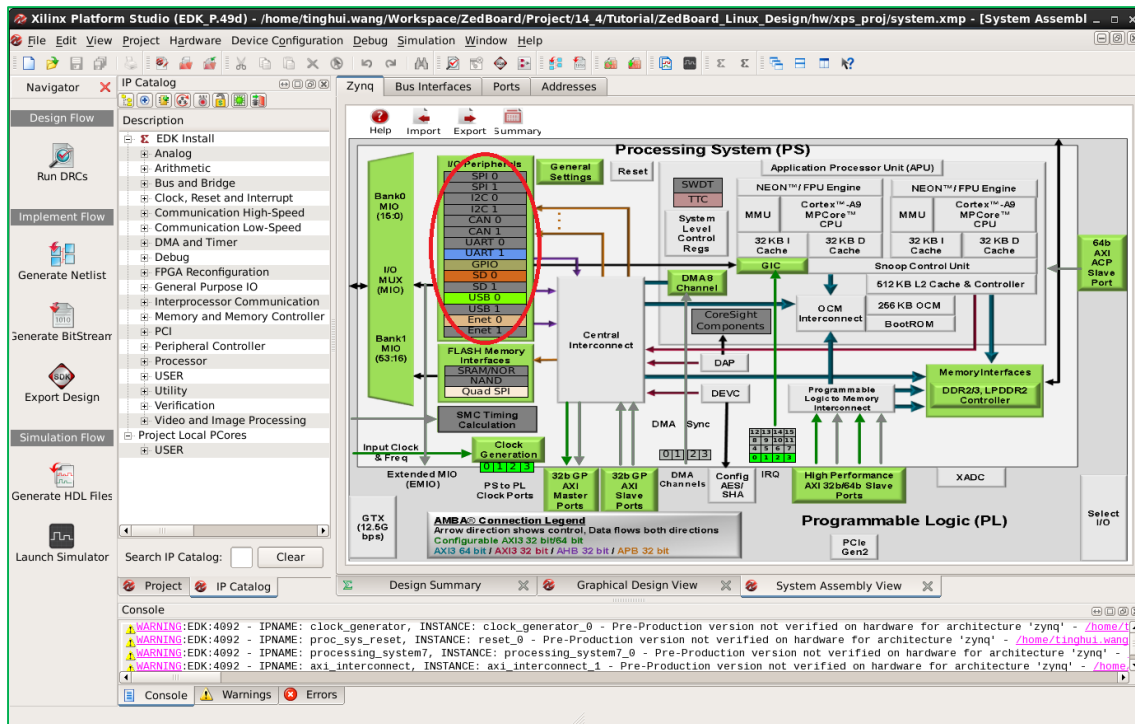 Xilinx Platform Studio (EDK_P.49d) - /home/tinghui.wang/Workspace/ZedBoard/Project/14_4/Tutorial/ZedBoard_Linux_Design/hw/xps_proj/system.xmp - [System Assembl
File Edit View Project Hardware Device Configuration Debug Simulation Window Help
Navigator
Design Flow
Run DRCs
Implement Flow
Generate Netlist
Generate BitStream
SDK
Export Design
Simulation Flow
Generate HDL Files
Launch Simulator
IP Catalog
Description
EDK Install
Analog
Arithmetic
Bus and Bridge
Clock, Reset and Interrupt
Communication High-Speed
Communication Low-Speed
DMA and Timer
Debug
FPGA Reconfiguration
General Purpose IO
Interprocessor Communication
Memory and Memory Controller
PCI
Peripheral Controller
Processor
USER
Utility
Verification
Video and Image Processing
Project Local PCores
USER
Search IP Catalog:
Clear
Project
IP Catalog
Zynq
Bus Interfaces
Ports
Addresses
Help
Import
Export
Summary
Processing System (PS)
Bank0
MIO
(15:0)
I/O
MUX
(MIO)
Bank1
MIO
(53:16)
I/O Peripherals
SPI 0
SPI 1
I2C 0
I2C 1
CAN 0
CAN 1
UART 0
UART 1
GPIO
SD 0
SD 1
USB 0
USB 1
Enet 0
Enet 1
FLASH Memory
Interfaces
SRAM/NOR
NAND
Quad SPI
SMC Timing
Calculation
General
Settings
Reset
Application Processor Unit (APU)
SWDT
TTC
System
Level
Control
Regs
NEON™/ FPU Engine
MMU
Cortex™-A9
MPCore™
CPU
32 KB I
Cache
32 KB D
Cache
NEON™/ FPU Engine
MMU
Cortex™-A9
MPCore™
CPU
32 KB I
Cache
32 KB D
Cache
64b
AXI
ACP
Slave
Port
GIC
Snoop Control Unit
512 KB L2 Cache & Controller
DMA8
Channel
OCM
Interconnect
256 KB OCM
BootROM
CoreSight
Components
Central
Interconnect
DAP
DEVC
Programmable
Logic to Memory
Interconnect
Memory Interfaces
DDR2/3, LPDDR2
Controller
Input Clock
& Freq
Clock
Generation
0 1 2 3
Extended MIO
(EMIO)
PS to PL
Clock Ports
32b GP
AXI
Master
Ports
32b GP
AXI
Slave
Ports
DMA Sync
0 1 2 3
DMA
Channels
Config
AES/
SHA
12 13 14 15
8 9 10 11
4 5 6 7
0 1 2 3
IRQ
High Performance
AXI 32b/64b Slave
Ports
XADC
GTX
(12.5G
bps)
AMBA® Connection Legend
Arrow direction shows control, Data flows both directions
Configurable AXI3 32 bit/64 bit
AXI3 64 bit / AXI3 32 bit / AHB 32 bit / APB 32 bit
Programmable Logic (PL)
PCIe
Gen2
Select
I/O
Design Summary
Graphical Design View
System Assembly View
Console
WARNING:EDK:4092 - IPNAME: clock_generator, INSTANCE: clock_generator_0 - Pre-Production version not verified on hardware for architecture 'zynq' - /home/t
WARNING:EDK:4092 - IPNAME: proc_sys_reset, INSTANCE: reset_0 - Pre-Production version not verified on hardware for architecture 'zynq' - /home/tinghui.wang
WARNING:EDK:4092 - IPNAME: processing_system7, INSTANCE: processing_system7_0 - Pre-Production version not verified on hardware for architecture 'zynq' -
WARNING:EDK:4092 - IPNAME: axi_interconnect, INSTANCE: axi_interconnect_1 - Pre-Production version not verified on hardware for architecture 'zynq' - /home.
Console
Warnings
Errors